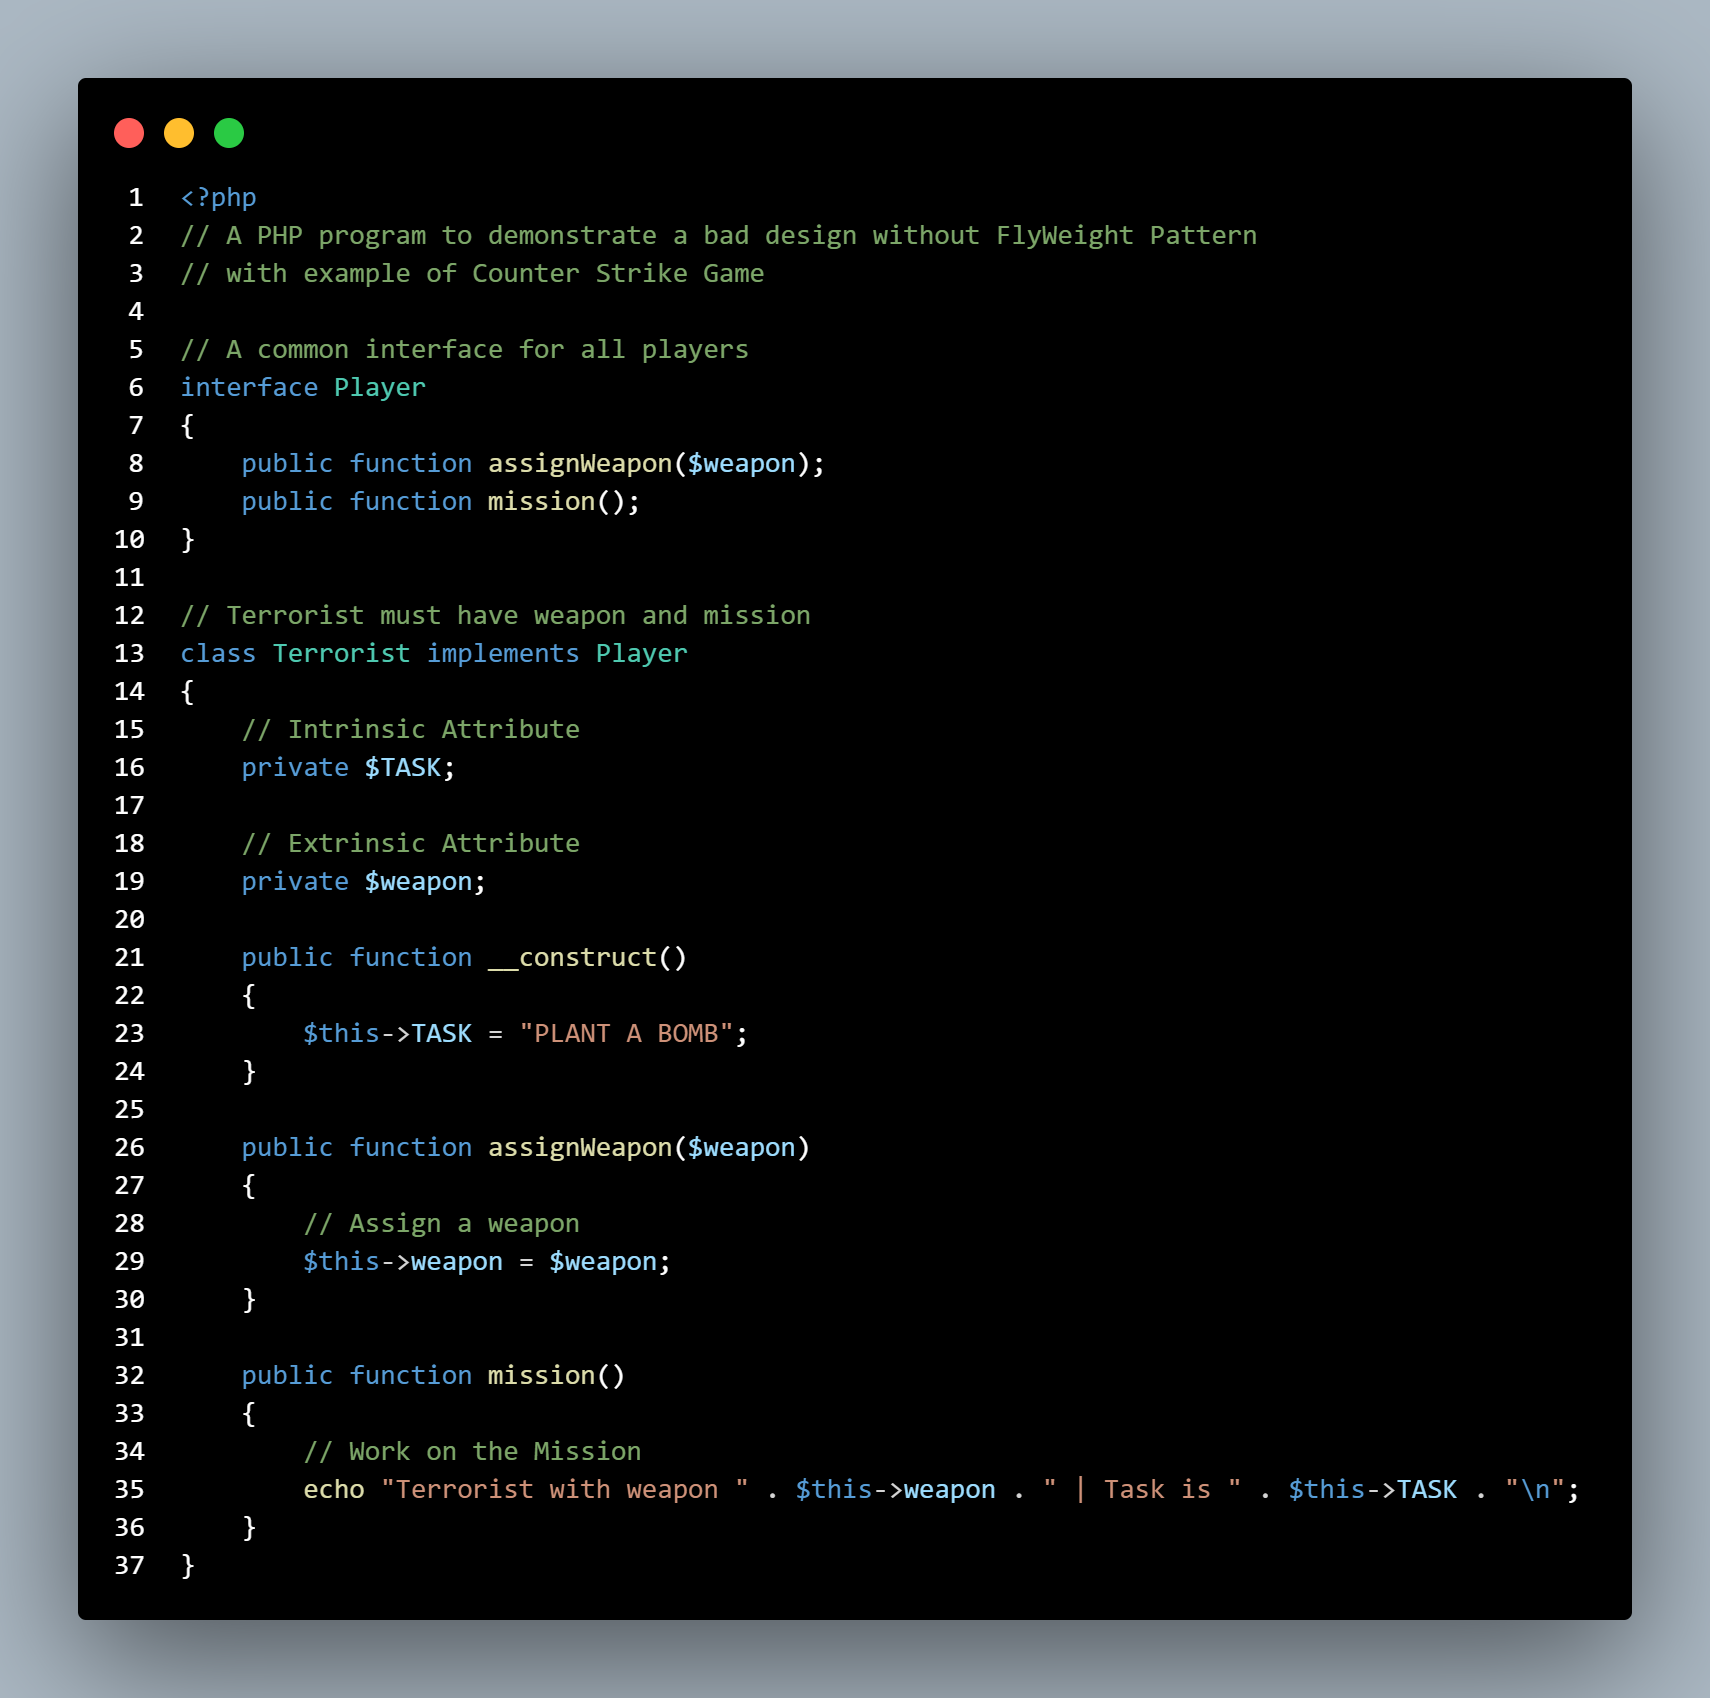 1 <?php
2 // A PHP program to demonstrate a bad design without FlyWeight Pattern
3 // with example of Counter Strike Game
4
5 // A common interface for all players
6 interface Player
7 {
8     public function assignWeapon($weapon);
9     public function mission();
10 }
11
12 // Terrorist must have weapon and mission
13 class Terrorist implements Player
14 {
15     // Intrinsic Attribute
16     private $TASK;
17
18     // Extrinsic Attribute
19     private $weapon;
20
21     public function __construct()
22     {
23         $this->TASK = "PLANT A BOMB";
24     }
25
26     public function assignWeapon($weapon)
27     {
28         // Assign a weapon
29         $this->weapon = $weapon;
30     }
31
32     public function mission()
33     {
34         // Work on the Mission
35         echo "Terrorist with weapon " . $this->weapon . " | Task is " . $this->TASK . "\n";
36     }
37 }